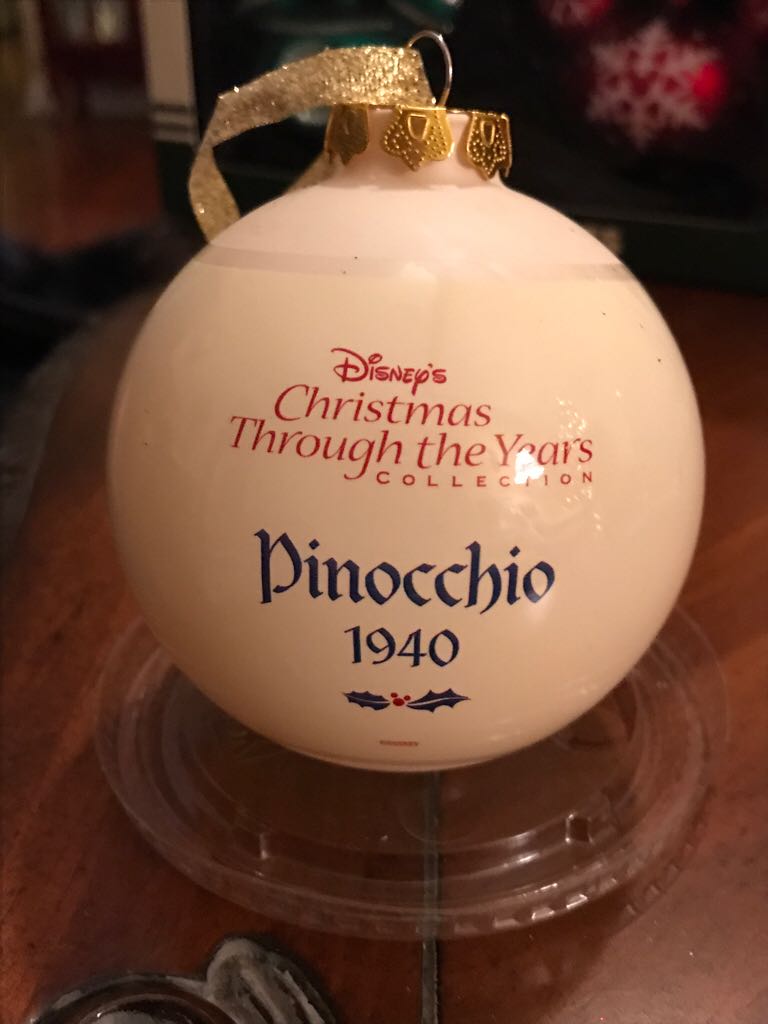 Disney's
Christmas
Through the Years
COLLECTION
Pinocchio
1940